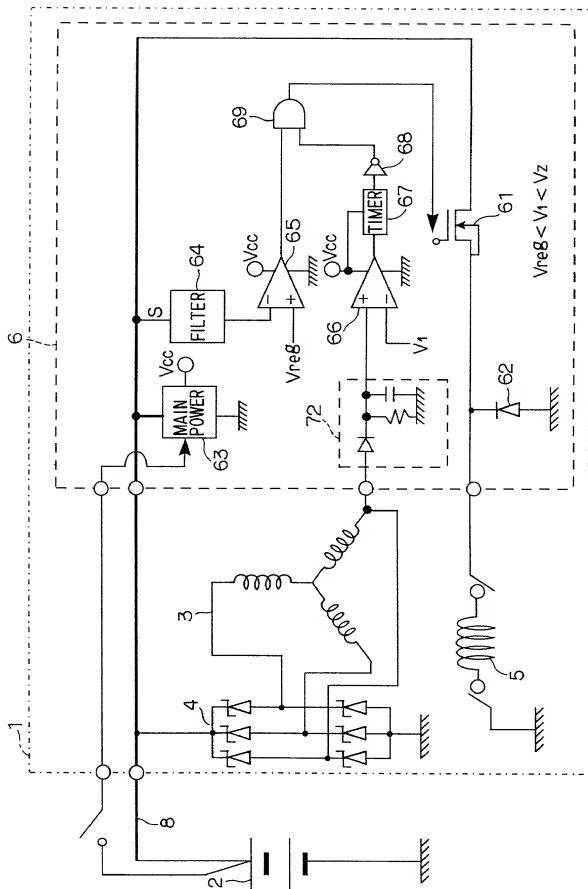 1
6
S
64
FILTER
Vcc
MAIN
POWER
63
Vreg
Vcc
65
69
68
Vcc
TIMER
67
66
V1
72
3
4
8
2
5
62
61
Vreg < V1 < Vz